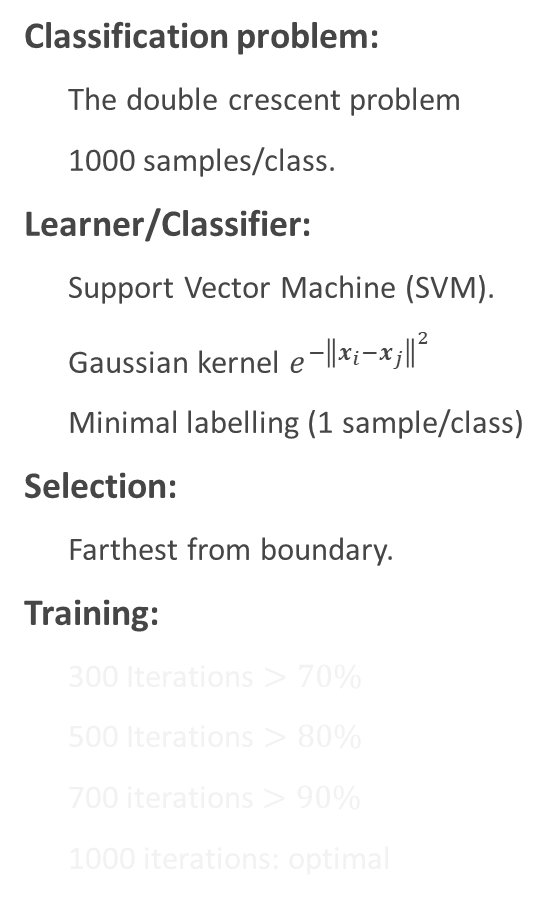 Classification problem:
The double crescent problem
1000 samples/class.
Learner/Classifier:
Support Vector Machine (SVM).
Gaussian kernel $e^{-\|x_i - x_j\|^2}$
Minimal labelling (1 sample/class)
Selection:
Farthest from boundary.
Training:
300 Iterations > 70%
500 Iterations > 80%
700 iterations > 90%
1000 iterations: optimal